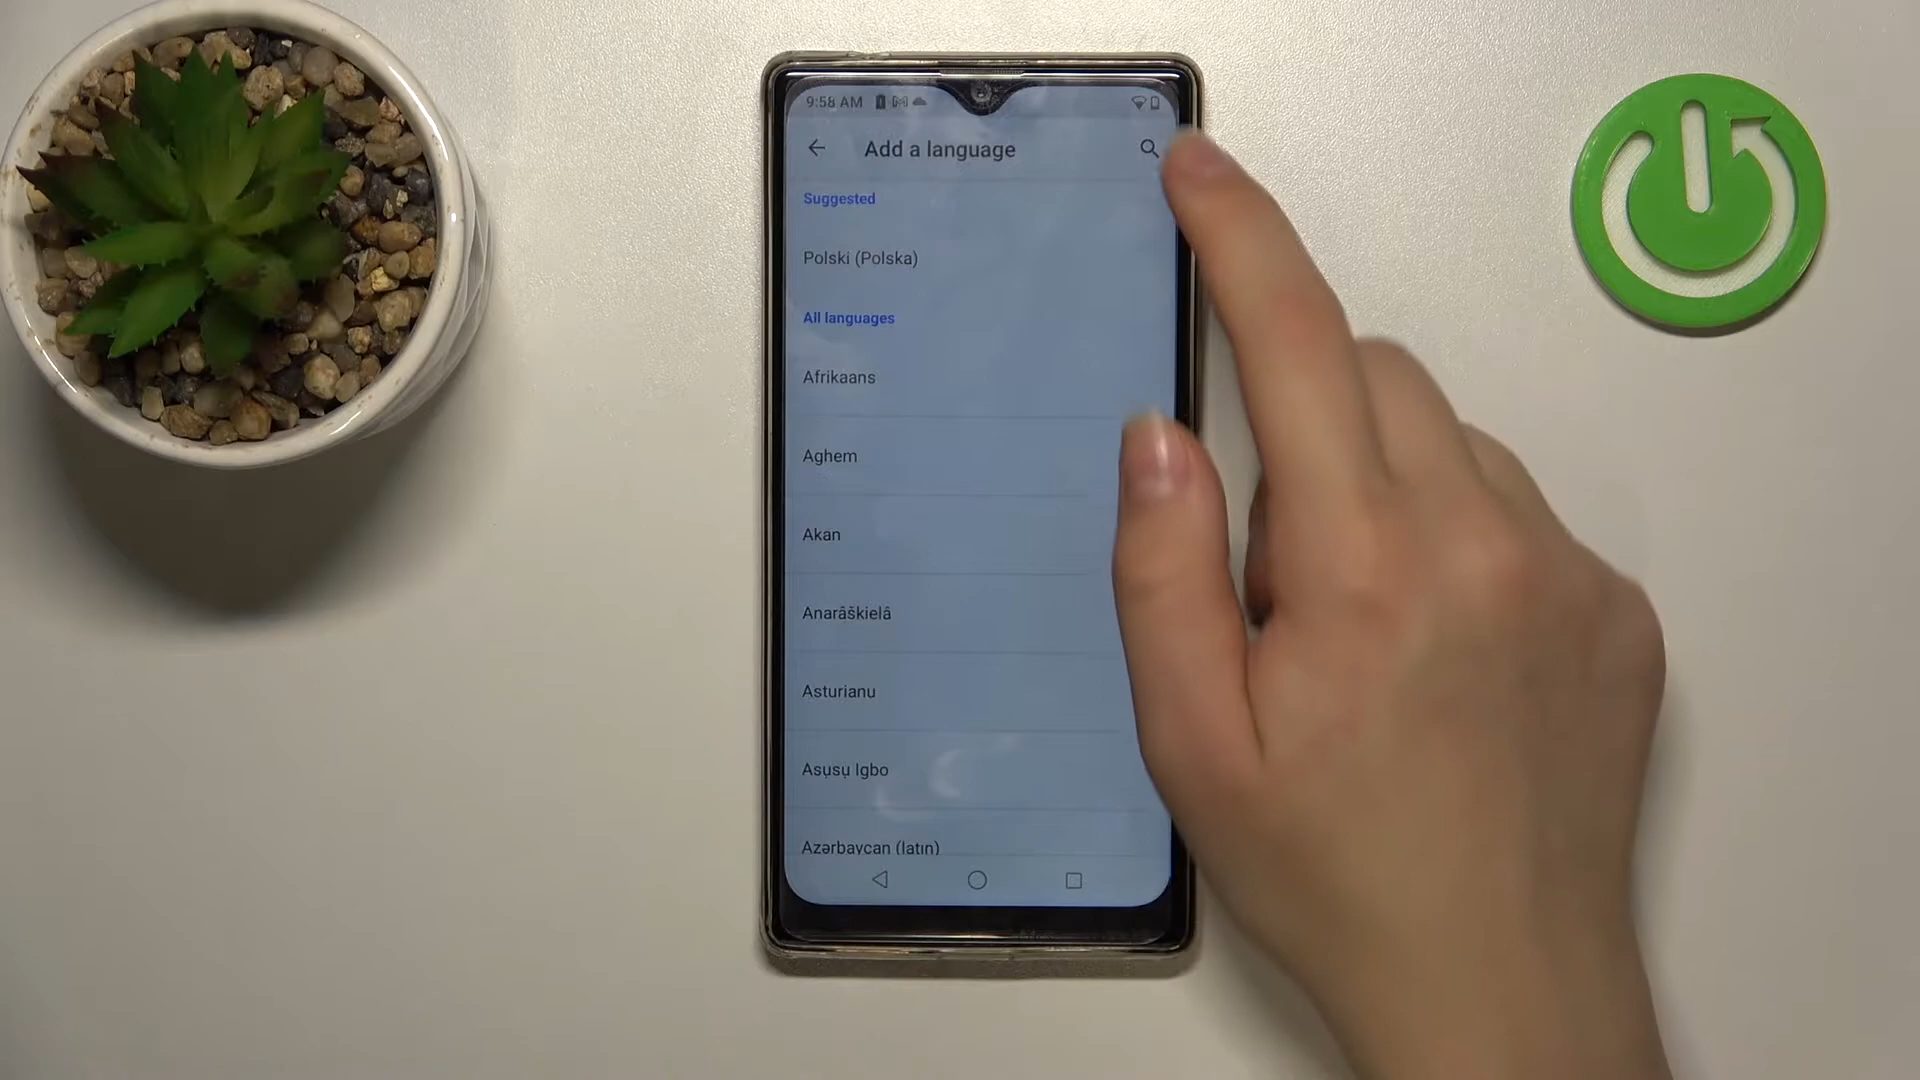 9:58 AM
Add a language
Suggested
Polski (Polska)
All languages
Afrikaans
Aghem
Akan
Anarâškielâ
Asturianu
Asụsụ Igbo
Azərbaycan (latın)